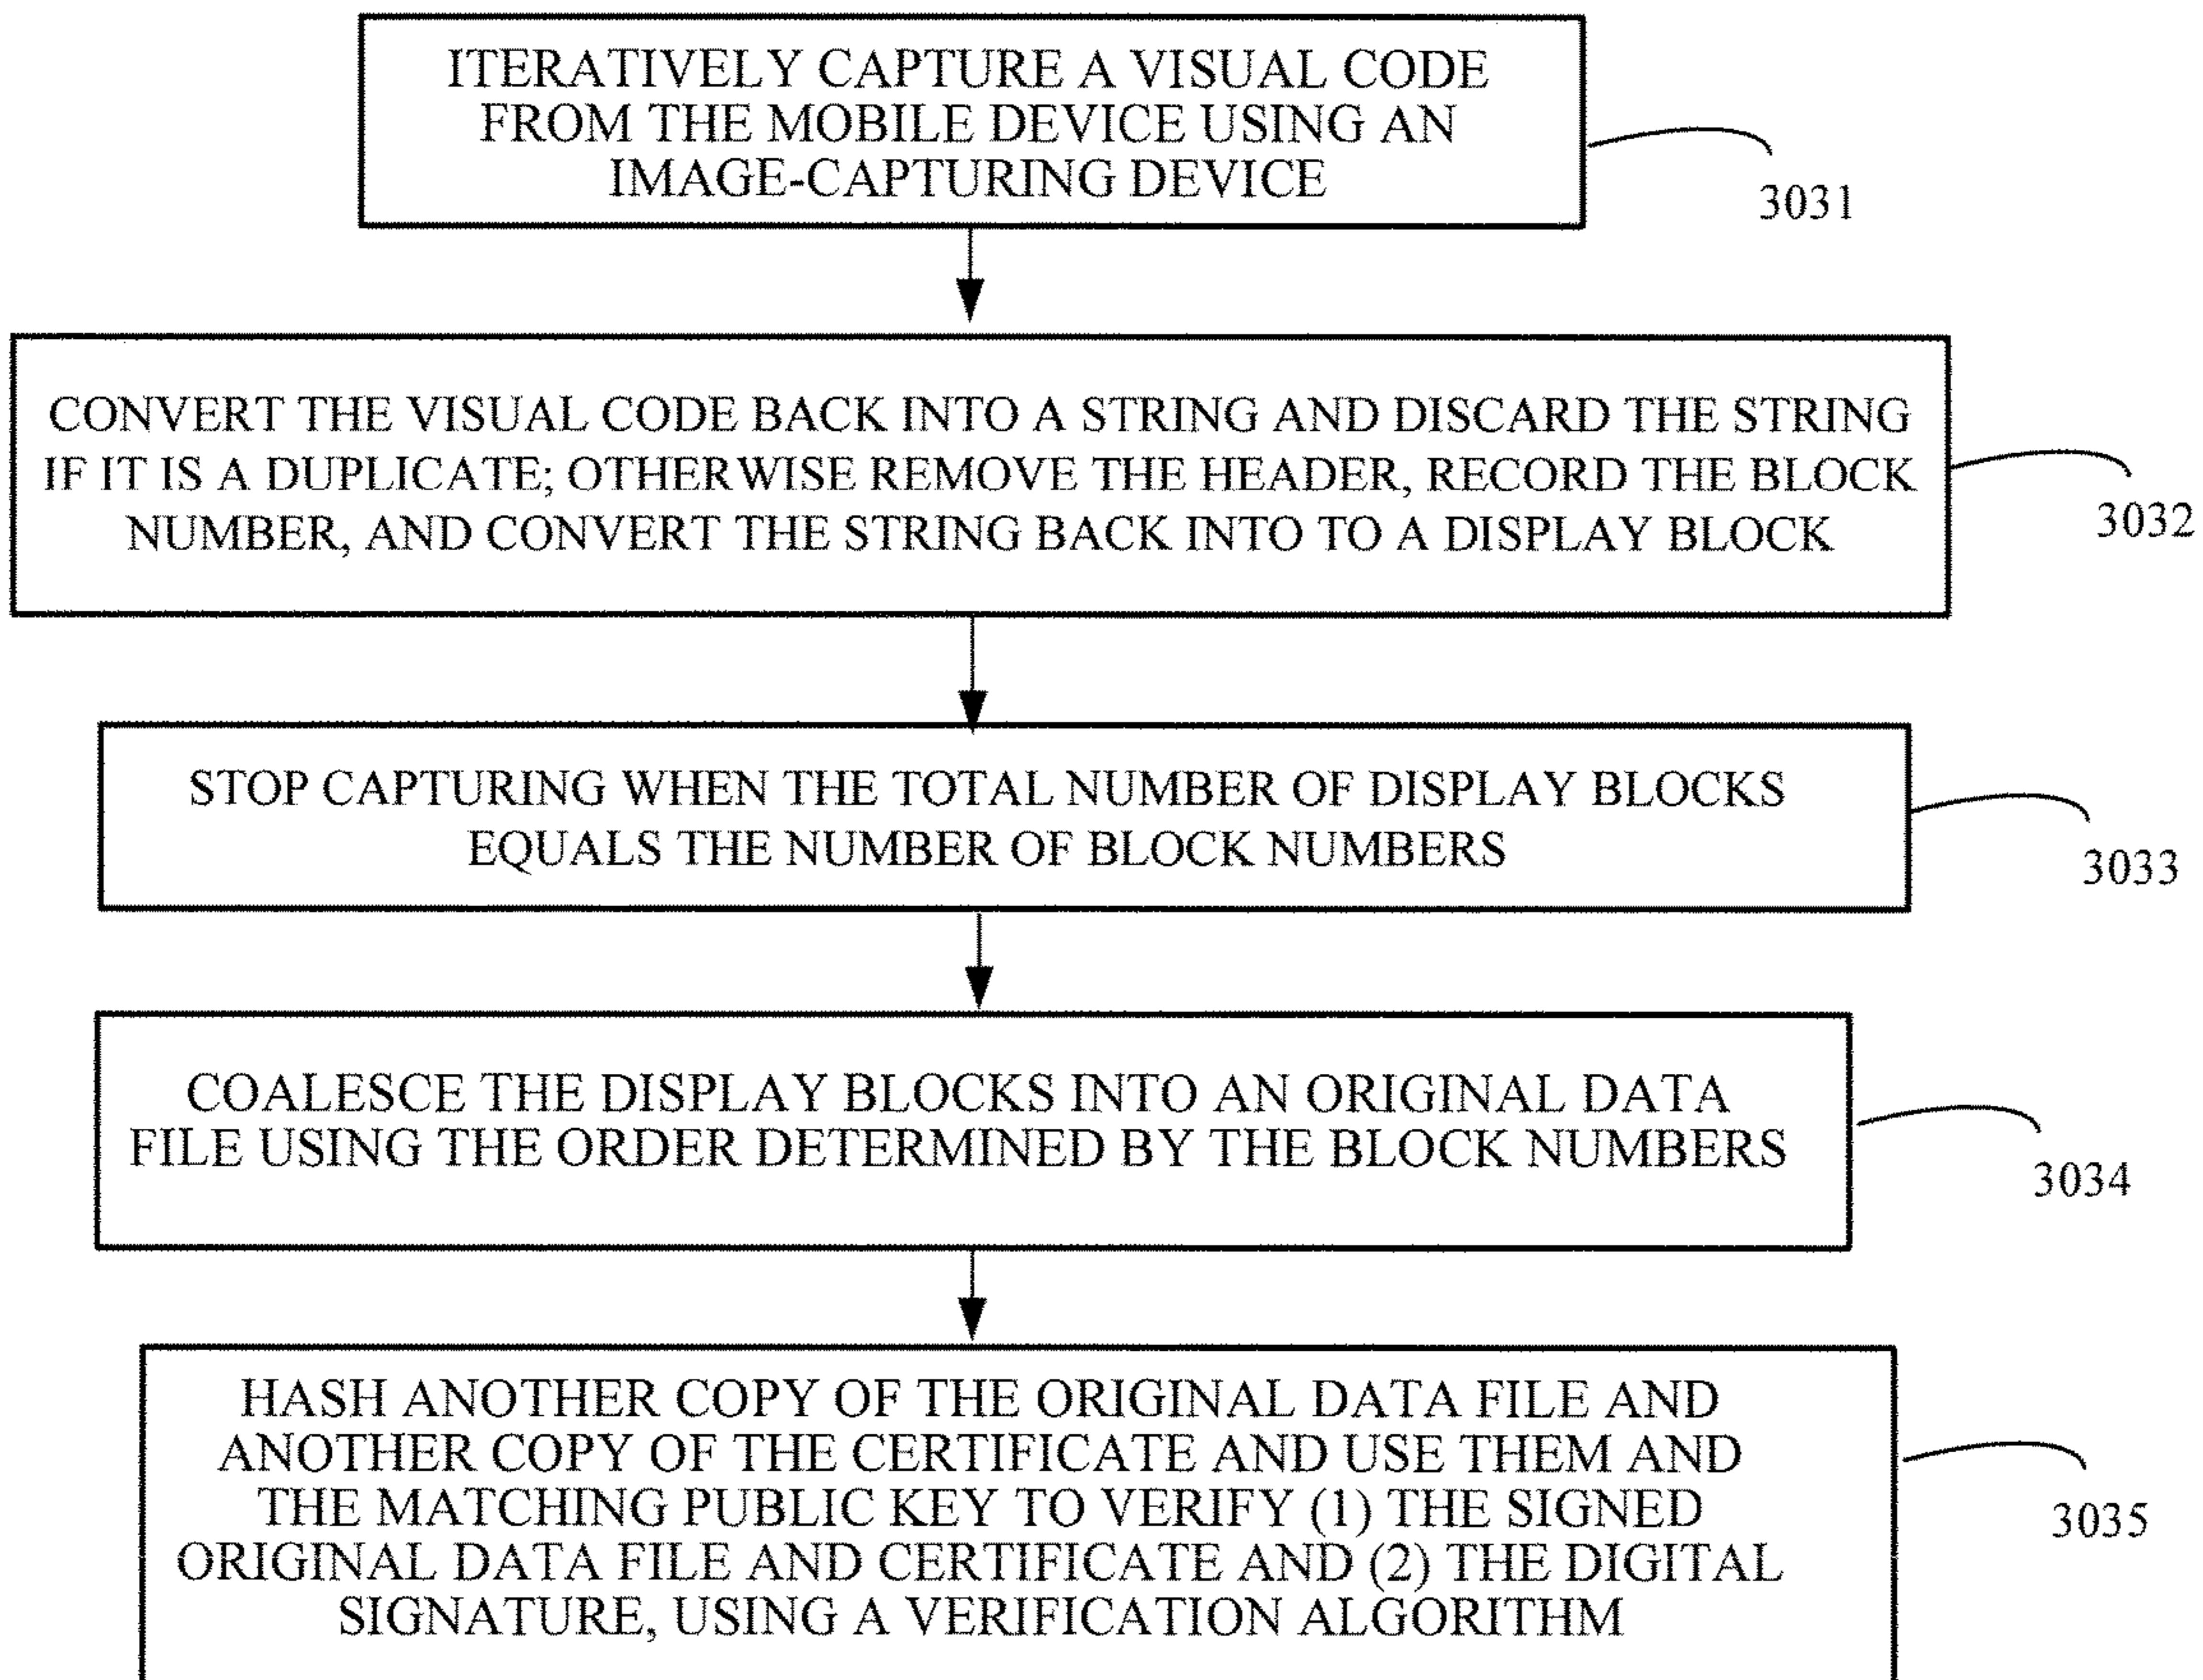 ITERATIVELY CAPTURE A VISUAL CODE
FROM THE MOBILE DEVICE USING AN
IMAGE-CAPTURING DEVICE
3031
CONVERT THE VISUAL CODE BACK INTO A STRING AND DISCARD THE STRING
IF IT IS A DUPLICATE; OTHERWISE REMOVE THE HEADER, RECORD THE BLOCK
NUMBER, AND CONVERT THE STRING BACK INTO TO A DISPLAY BLOCK
3032
STOP CAPTURING WHEN THE TOTAL NUMBER OF DISPLAY BLOCKS
EQUALS THE NUMBER OF BLOCK NUMBERS
3033
COALESCE THE DISPLAY BLOCKS INTO AN ORIGINAL DATA
FILE USING THE ORDER DETERMINED BY THE BLOCK NUMBERS
3034
HASH ANOTHER COPY OF THE ORIGINAL DATA FILE AND
ANOTHER COPY OF THE CERTIFICATE AND USE THEM AND
THE MATCHING PUBLIC KEY TO VERIFY (1) THE SIGNED
ORIGINAL DATA FILE AND CERTIFICATE AND (2) THE DIGITAL
SIGNATURE, USING A VERIFICATION ALGORITHM
3035